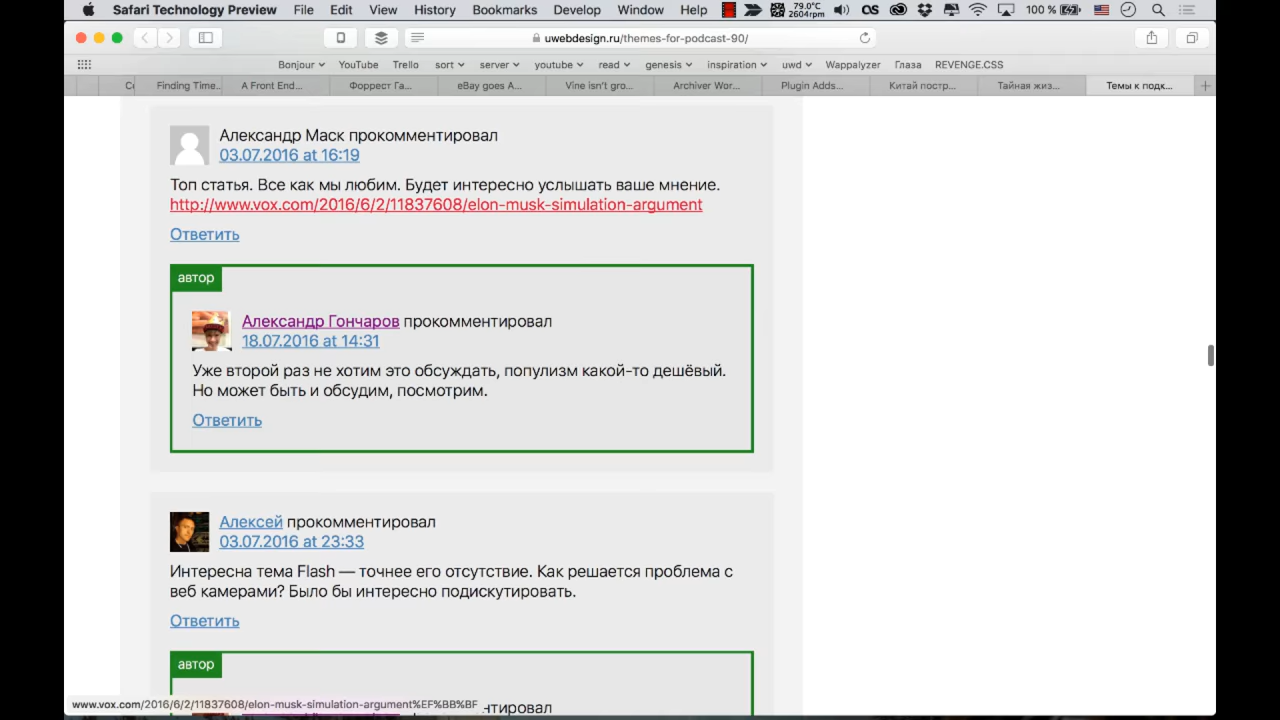 Safari Technology Preview File Edit View History Bookmarks Develop Window Help 79.0°C 2604rpm 100 %
uwebdesign.ru/themes-for-podcast-90/
Bonjour YouTube Trello sort server youtube read genesis inspiration uwd Wappalyzer Глаза REVENGE.CSS
Finding Time.. A Front End... Форрест Га... eBay goes A... Vine isn't gro... Archiver Wor... Plugin Adds... Китай постр... Тайная жиз... Темы к подк...
Александр Маск прокомментировал
03.07.2016 at 16:19
Топ статья. Все как мы любим. Будет интересно услышать ваше мнение.
http://www.vox.com/2016/6/2/11837608/elon-musk-simulation-argument
Ответить
автор
Александр Гончаров прокомментировал
18.07.2016 at 14:31
Уже второй раз не хотим это обсуждать, популизм какой-то дешёвый.
Но может быть и обсудим, посмотрим.
Ответить
Алексей прокомментировал
03.07.2016 at 23:33
Интересна тема Flash — точнее его отсутствие. Как решается проблема с
веб камерами? Было бы интересно подискутировать.
Ответить
автор
www.vox.com/2016/6/2/11837608/elon-musk-simulation-argument%EF%BB%BF